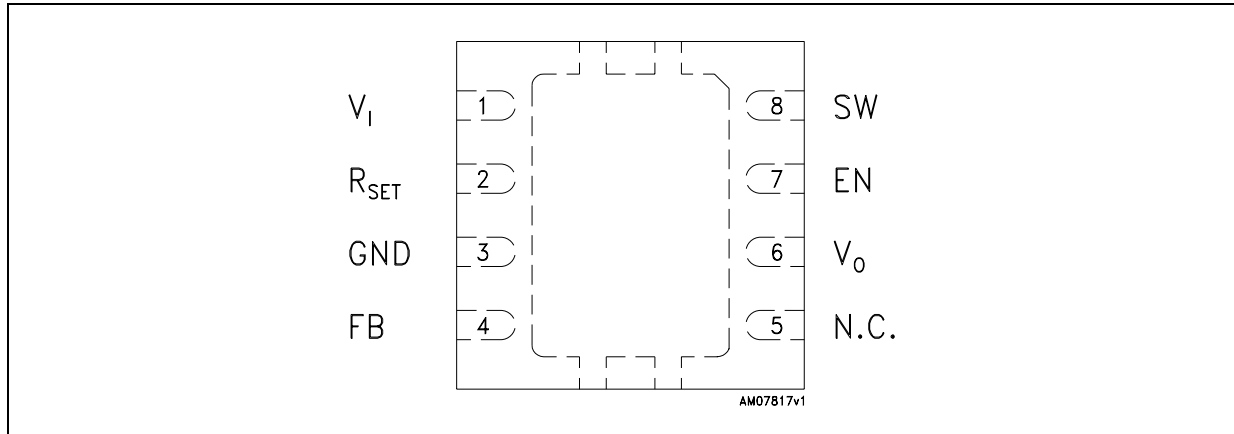 V_I 1 8 SW
R_SET 2 7 EN
GND 3 6 V_O
FB 4 5 N.C.
AM07817v1